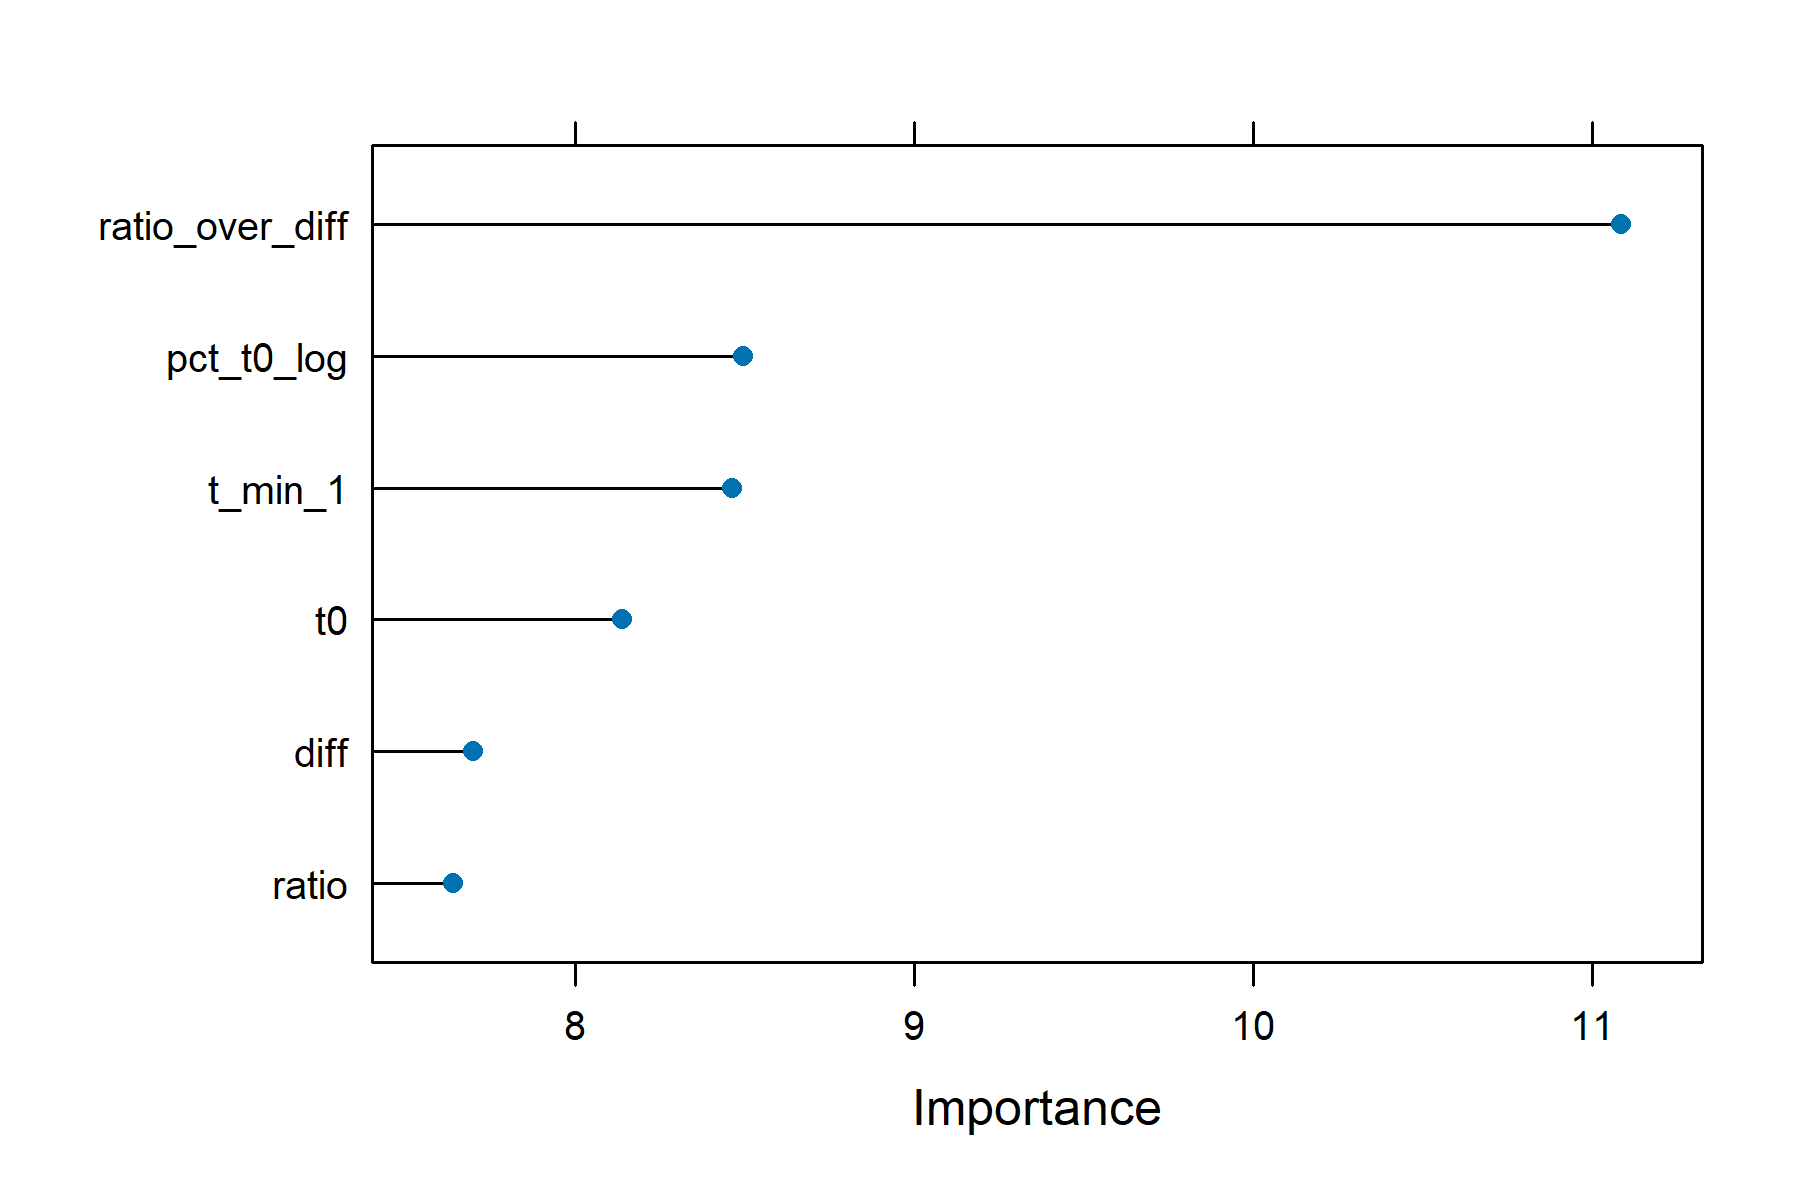 ratio_over_diff
pct_t0_log
t_min_1
t0
diff
ratio
8 9 10 11
Importance